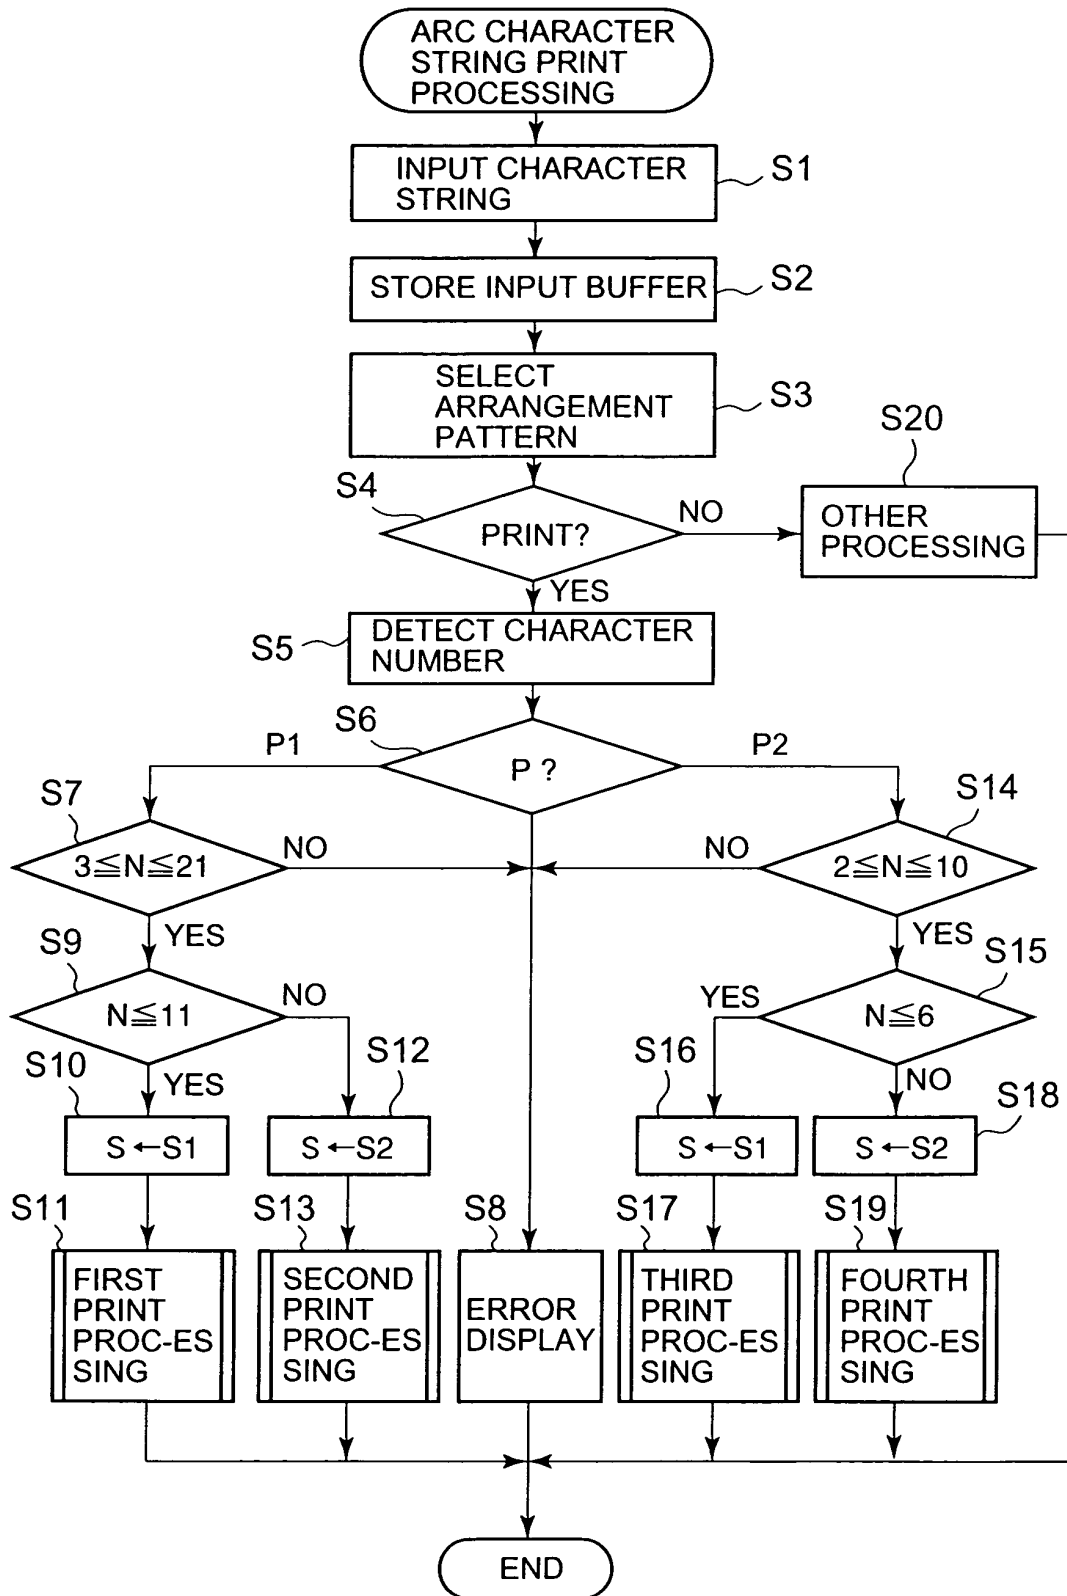 ARC CHARACTER
STRING PRINT
PROCESSING
INPUT CHARACTER
STRING
S1
STORE INPUT BUFFER
S2
SELECT
ARRANGEMENT
PATTERN
S3
S4
PRINT?
NO
YES
S20
OTHER
PROCESSING
S5
DETECT CHARACTER
NUMBER
S6
P ?
P1
P2
S7
3≦N≦21
NO
YES
S14
2≦N≦10
NO
YES
S9
N≦11
NO
YES
S15
N≦6
YES
NO
S10
S ←S1
S12
S ←S2
S16
S ←S1
S18
S ←S2
S11
FIRST
PRINT
PROC-ES
SING
S13
SECOND
PRINT
PROC-ES
SING
S8
ERROR
DISPLAY
S17
THIRD
PRINT
PROC-ES
SING
S19
FOURTH
PRINT
PROC-ES
SING
END